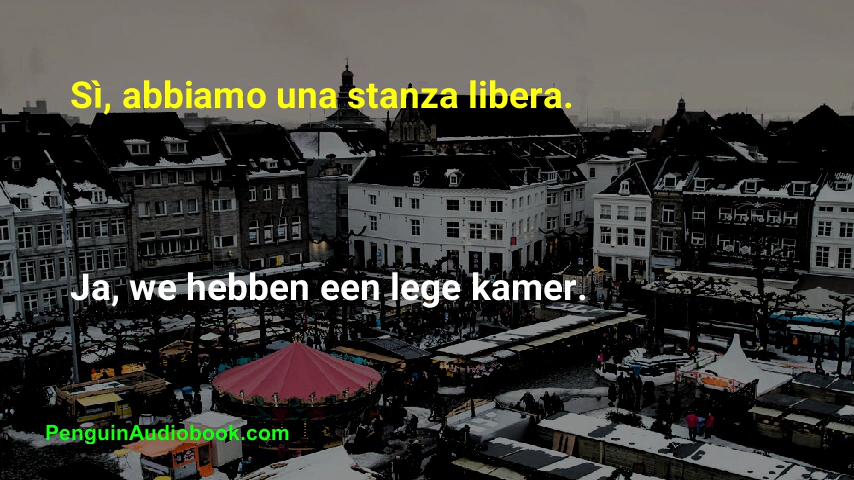 Sì, abbiamo una stanza libera.
Ja, we hebben een lege kamer.
PenguinAudiobook.com